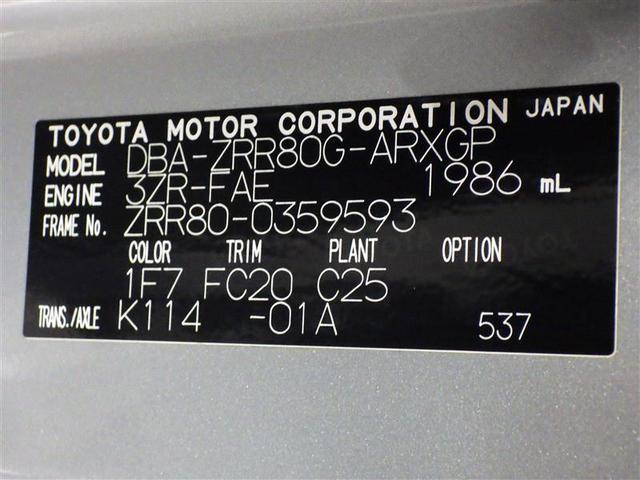 TOYOTA MOTOR CORPORATION JAPAN
MODEL DBA-ZRR80G-ARXGP
ENGINE 3ZR-FAE 1986 mL
FRAME No. ZRR80-0359593
COLOR TRIM PLANT OPTION
1F7 FC20 C25
TRANS./AXLE K114 -01A 537